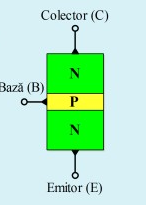 Colector (C)
N
Bază (B)
P
N
Emitor (E)